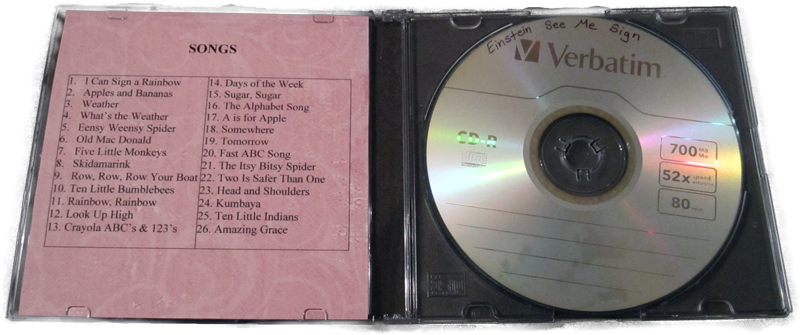 SONGS
1. I Can Sign a Rainbow
2. Apples and Bananas
3. Weather
4. What's the Weather
5. Eensy Weensy Spider
6. Old Mac Donald
7. Five Little Monkeys
8. Skidamarink
9. Row, Row, Row Your Boat
10. Ten Little Bumblebees
11. Rainbow, Rainbow
12. Look Up High
13. Crayola ABC's & 123's
14. Days of the Week
15. Sugar, Sugar
16. The Alphabet Song
17. A is for Apple
18. Somewhere
19. Tomorrow
20. Fast ABC Song
21. The Itsy Bitsy Spider
22. Two Is Safer Than One
23. Head and Shoulders
24. Kumbaya
25. Ten Little Indians
26. Amazing Grace
Einstein See Me Sign
Verbatim
CD-R
700 MB
52x speed
80 min